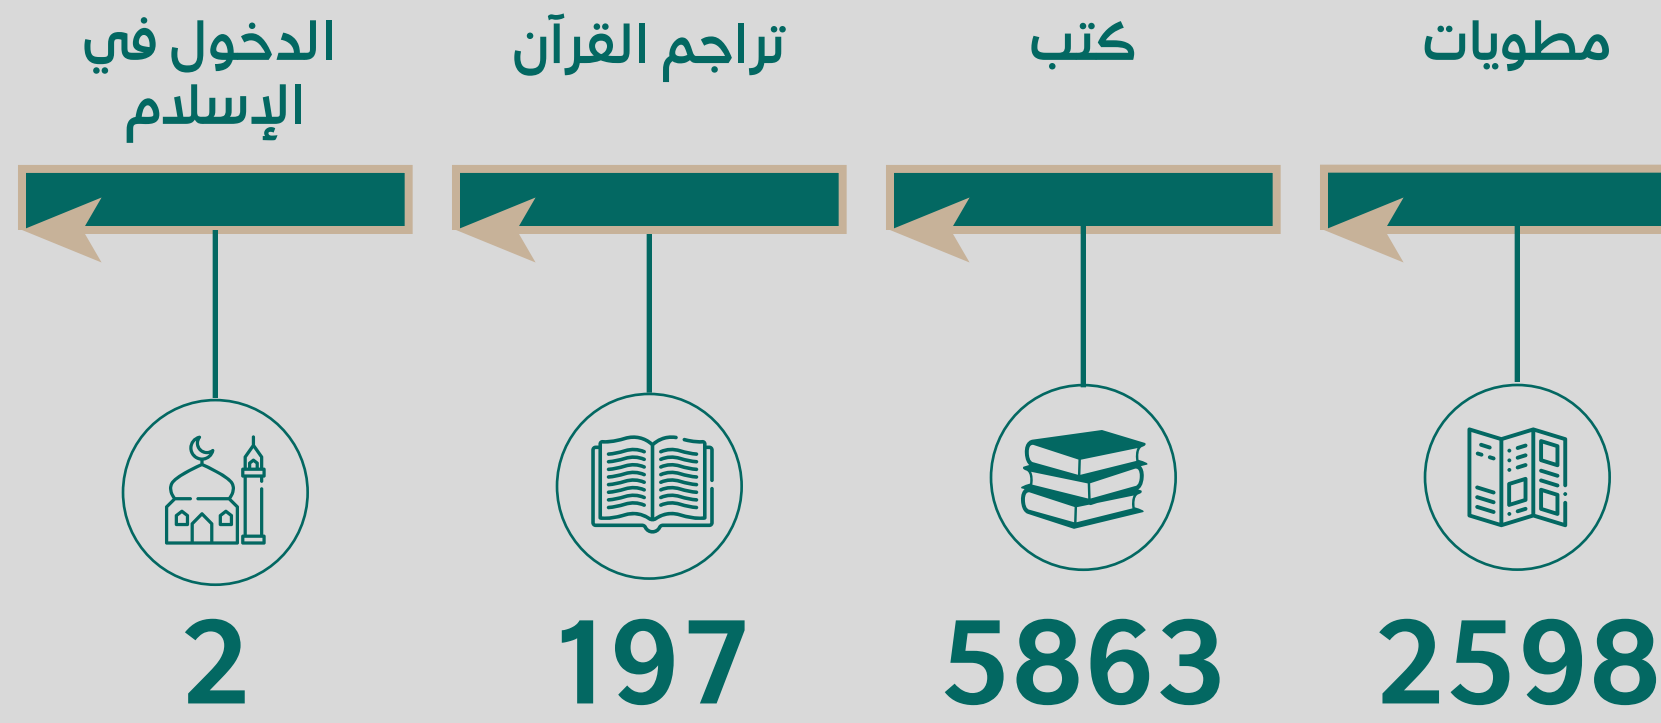 مطويات
كتب
تراجم القرآن
الدخول في
الإسلام
2598
5863
197
2